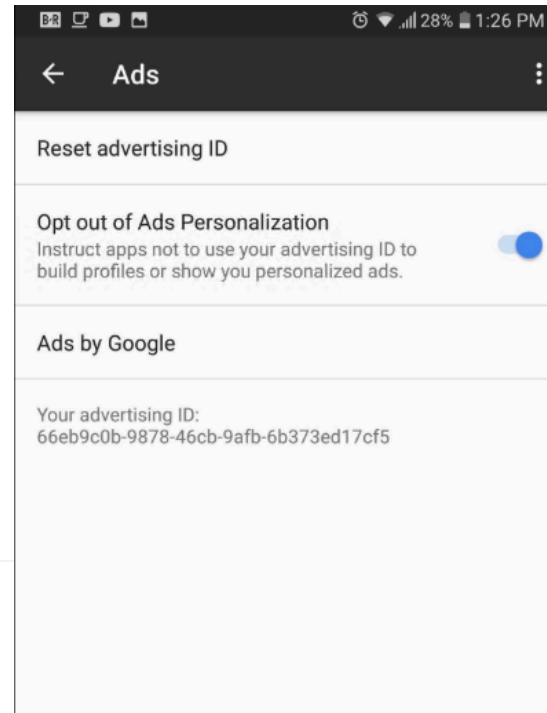 B-R 28% 1:26 PM
Ads
Reset advertising ID
Opt out of Ads Personalization
Instruct apps not to use your advertising ID to
build profiles or show you personalized ads.
Ads by Google
Your advertising ID:
66eb9c0b-9878-46cb-9afb-6b373ed17cf5